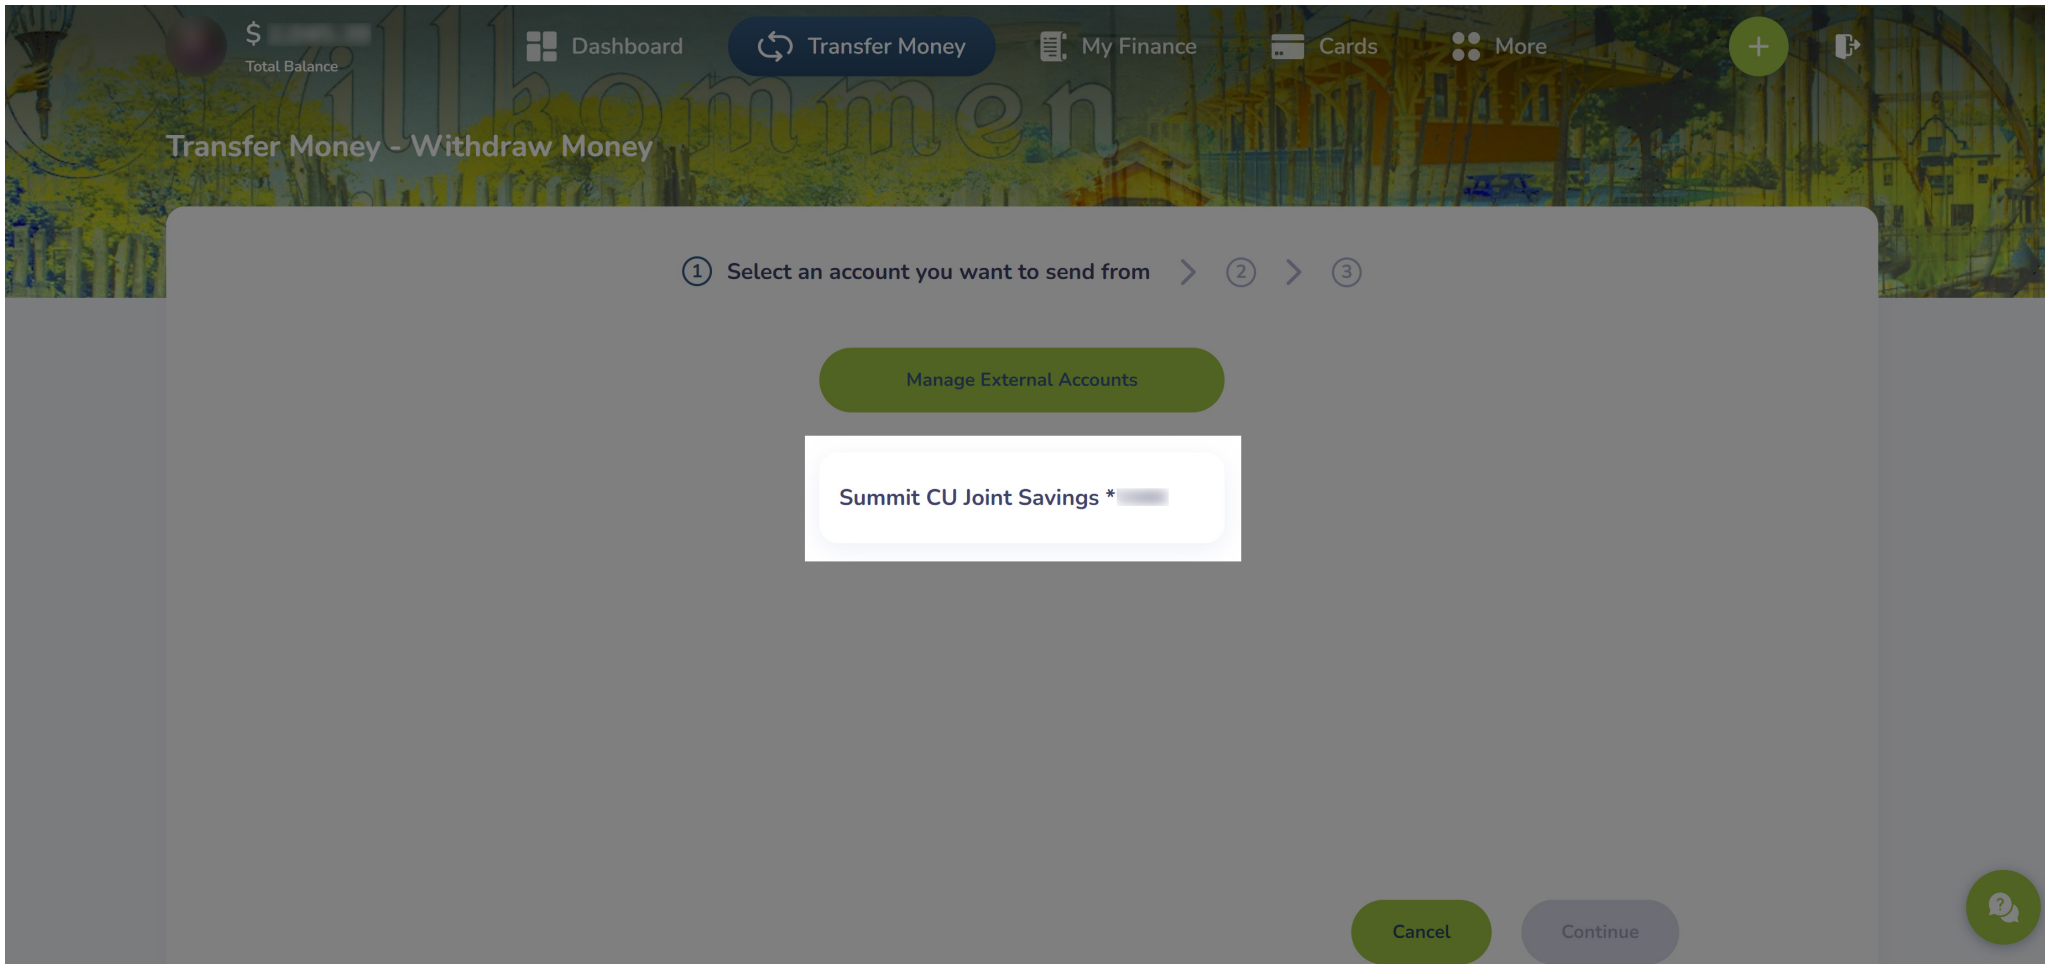 $
Total Balance
Dashboard
Transfer Money
My Finance
Cards
More
Willkommen
Transfer Money - Withdraw Money
1 Select an account you want to send from
2
3
Manage External Accounts
Summit CU Joint Savings *
Cancel
Continue